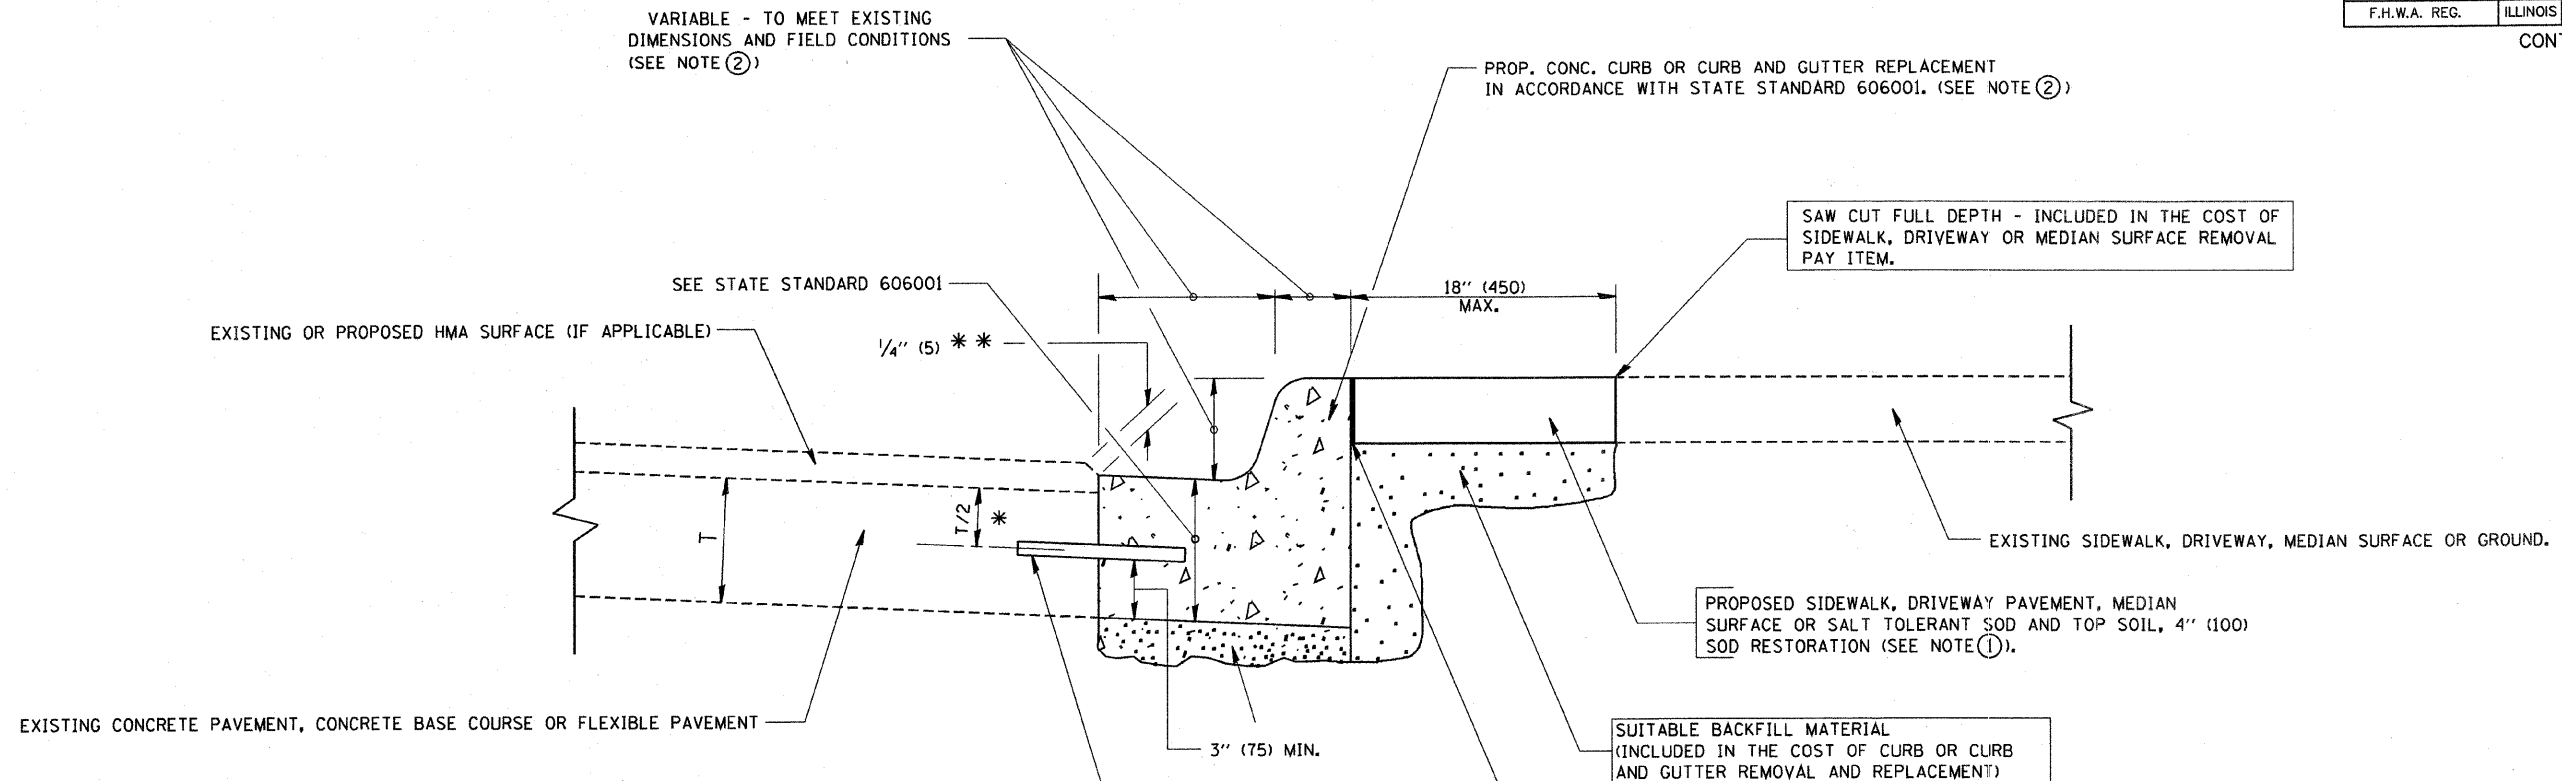 F.H.W.A. REG. ILLINOIS
CONT
VARIABLE - TO MEET EXISTING
DIMENSIONS AND FIELD CONDITIONS
(SEE NOTE ②)
PROP. CONC. CURB OR CURB AND GUTTER REPLACEMENT
IN ACCORDANCE WITH STATE STANDARD 606001. (SEE NOTE ②)
SAW CUT FULL DEPTH - INCLUDED IN THE COST OF
SIDEWALK, DRIVEWAY OR MEDIAN SURFACE REMOVAL
PAY ITEM.
SEE STATE STANDARD 606001
18" (450)
MAX.
EXISTING OR PROPOSED HMA SURFACE (IF APPLICABLE)
1/4" (5) * *
T
T/2 *
EXISTING SIDEWALK, DRIVEWAY, MEDIAN SURFACE OR GROUND.
PROPOSED SIDEWALK, DRIVEWAY PAVEMENT, MEDIAN
SURFACE OR SALT TOLERANT SOD AND TOP SOIL, 4" (100)
SOD RESTORATION (SEE NOTE ①).
EXISTING CONCRETE PAVEMENT, CONCRETE BASE COURSE OR FLEXIBLE PAVEMENT
3" (75) MIN.
SUITABLE BACKFILL MATERIAL
(INCLUDED IN THE COST OF CURB OR CURB
AND GUTTER REMOVAL AND REPLACEMENT)